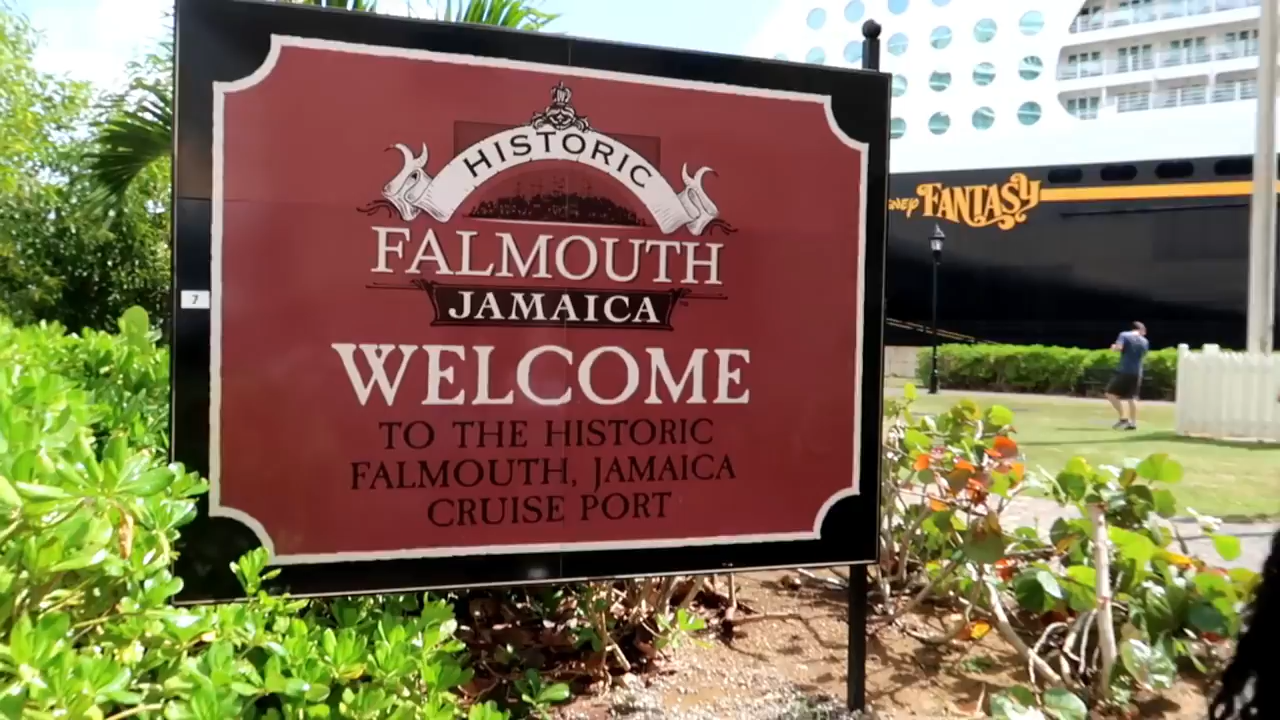 HISTORIC
FALMOUTH
JAMAICA
WELCOME
TO THE HISTORIC
FALMOUTH, JAMAICA
CRUISE PORT
7
FANTASY